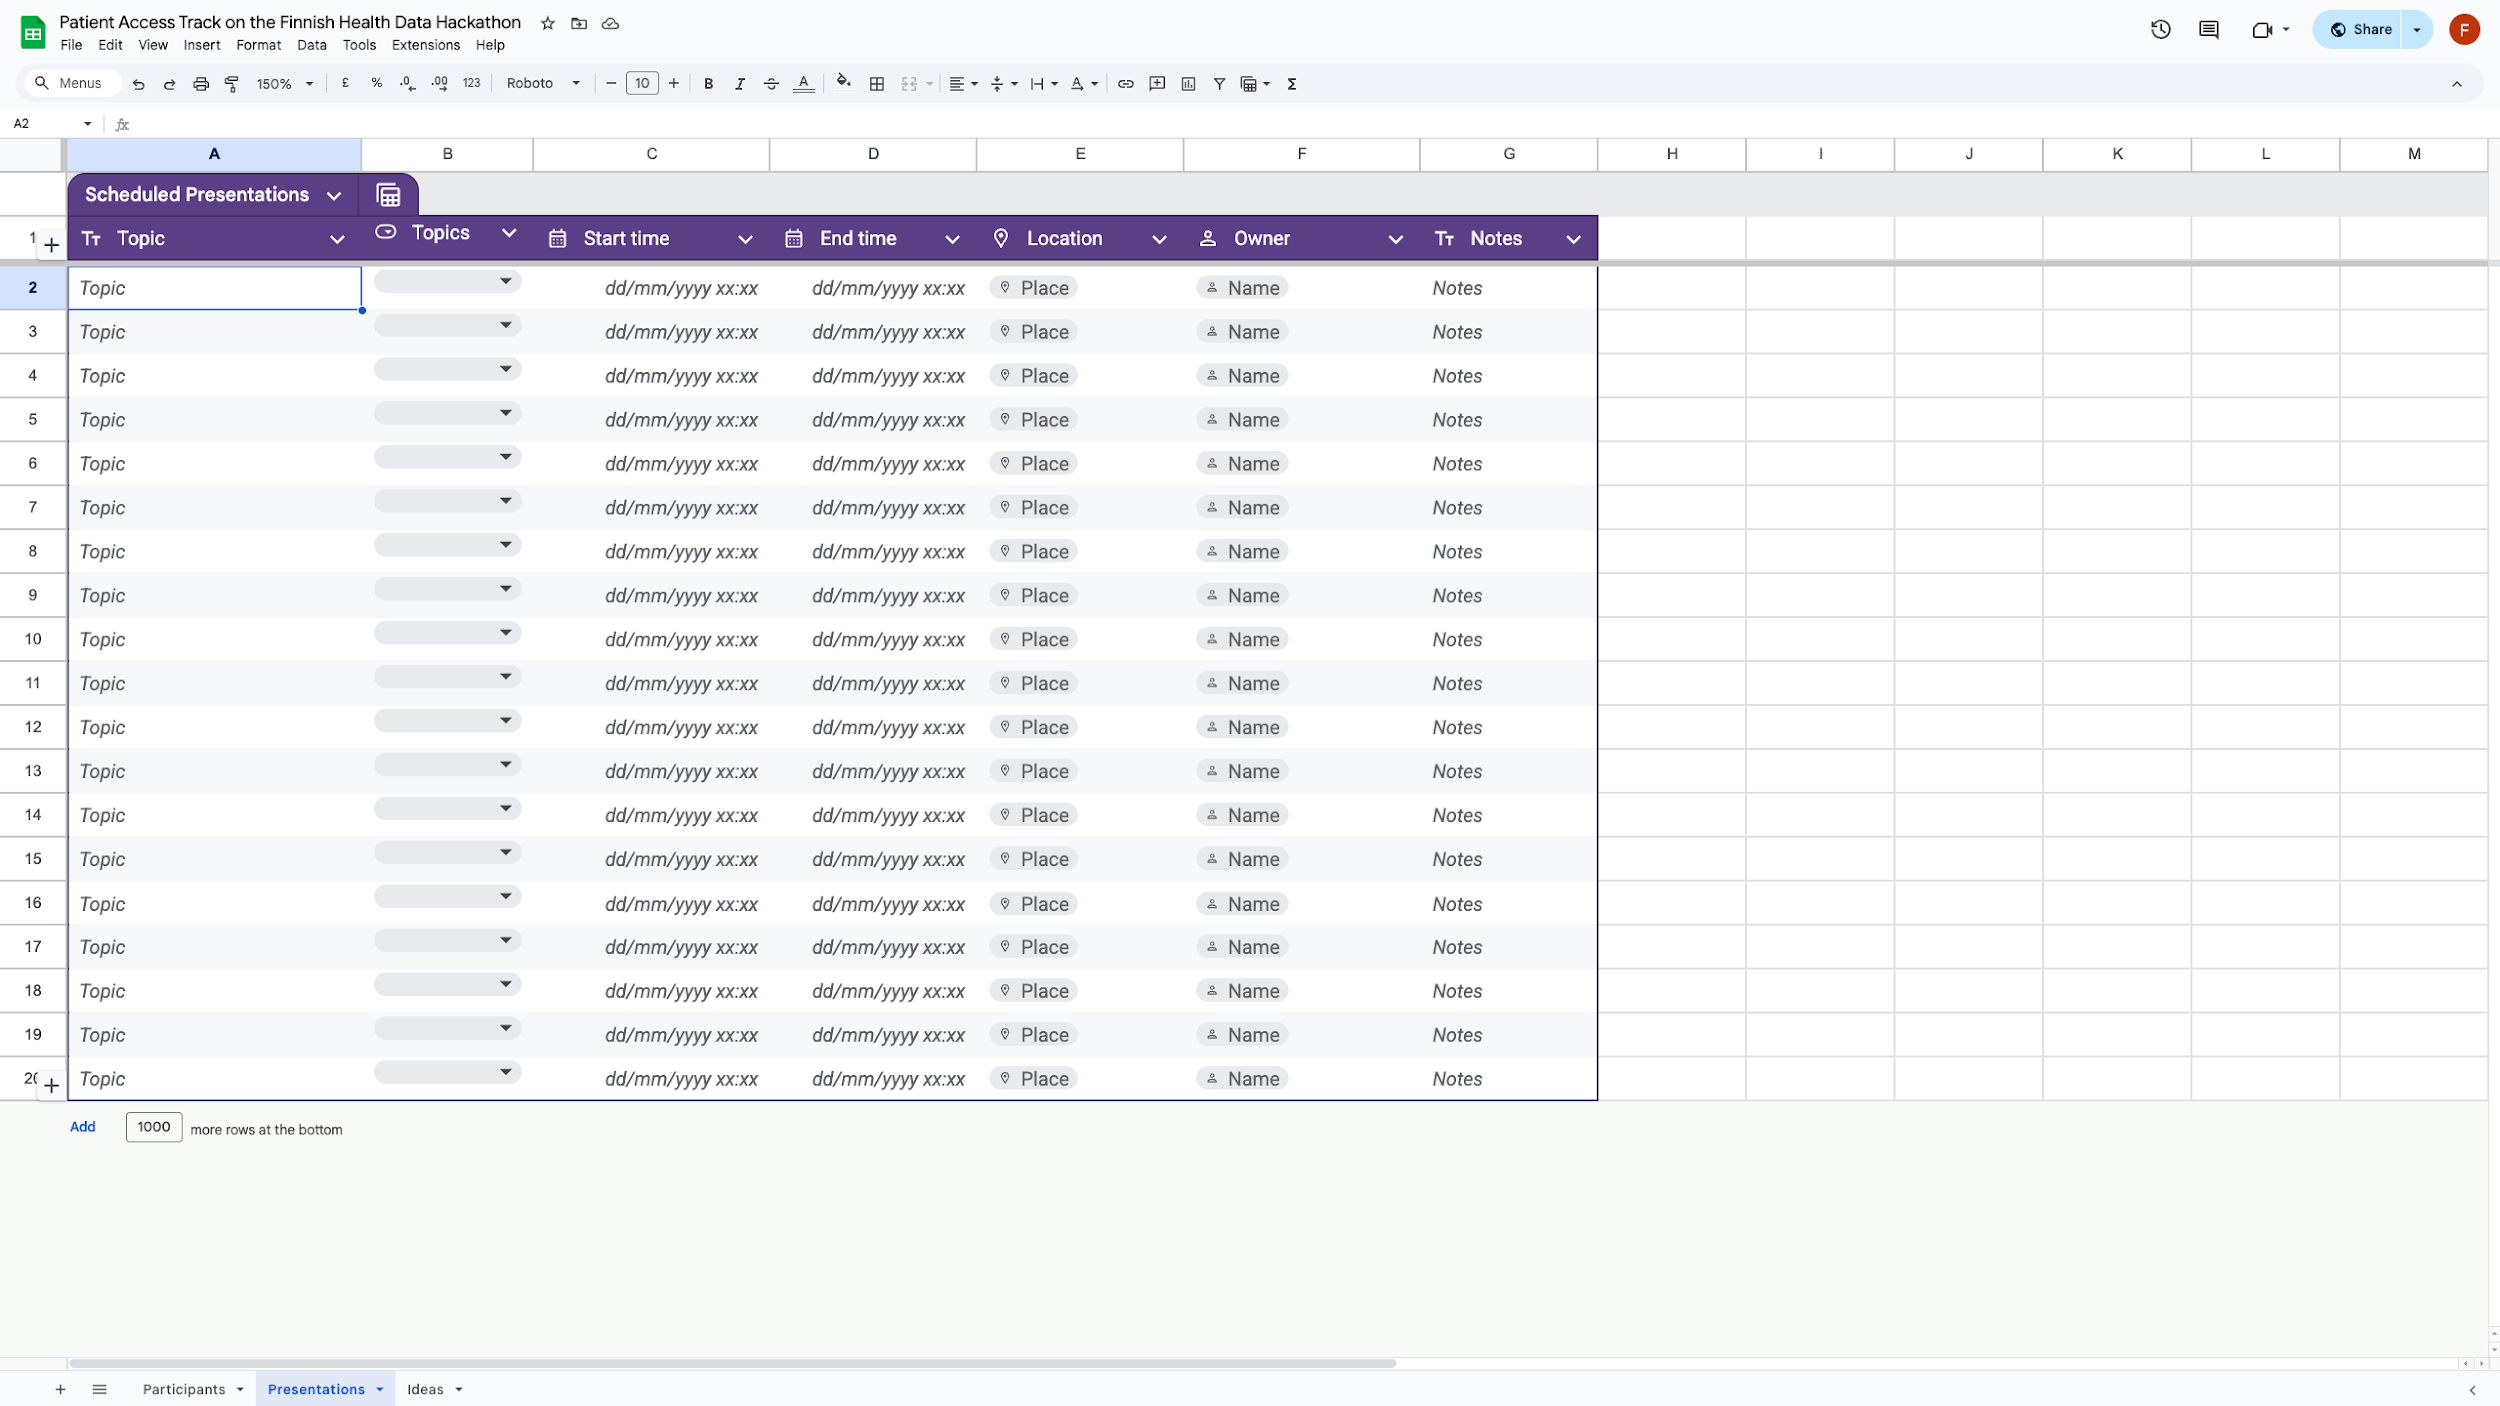 Patient Access Track on the Finnish Health Data Hackathon
File Edit View Insert Format Data Tools Extensions Help
Share
F
Menus 150% £ % .0 .00 123 Roboto 10 B I S A Σ
A2 fx
A B C D E F G H I J K L M
Scheduled Presentations
1 Tт Topic Topics Start time End time Location Owner Tт Notes
2 Topic dd/mm/yyyy xx:xx dd/mm/yyyy xx:xx Place Name Notes
3 Topic dd/mm/yyyy xx:xx dd/mm/yyyy xx:xx Place Name Notes
4 Topic dd/mm/yyyy xx:xx dd/mm/yyyy xx:xx Place Name Notes
5 Topic dd/mm/yyyy xx:xx dd/mm/yyyy xx:xx Place Name Notes
6 Topic dd/mm/yyyy xx:xx dd/mm/yyyy xx:xx Place Name Notes
7 Topic dd/mm/yyyy xx:xx dd/mm/yyyy xx:xx Place Name Notes
8 Topic dd/mm/yyyy xx:xx dd/mm/yyyy xx:xx Place Name Notes
9 Topic dd/mm/yyyy xx:xx dd/mm/yyyy xx:xx Place Name Notes
10 Topic dd/mm/yyyy xx:xx dd/mm/yyyy xx:xx Place Name Notes
11 Topic dd/mm/yyyy xx:xx dd/mm/yyyy xx:xx Place Name Notes
12 Topic dd/mm/yyyy xx:xx dd/mm/yyyy xx:xx Place Name Notes
13 Topic dd/mm/yyyy xx:xx dd/mm/yyyy xx:xx Place Name Notes
14 Topic dd/mm/yyyy xx:xx dd/mm/yyyy xx:xx Place Name Notes
15 Topic dd/mm/yyyy xx:xx dd/mm/yyyy xx:xx Place Name Notes
16 Topic dd/mm/yyyy xx:xx dd/mm/yyyy xx:xx Place Name Notes
17 Topic dd/mm/yyyy xx:xx dd/mm/yyyy xx:xx Place Name Notes
18 Topic dd/mm/yyyy xx:xx dd/mm/yyyy xx:xx Place Name Notes
19 Topic dd/mm/yyyy xx:xx dd/mm/yyyy xx:xx Place Name Notes
20 Topic dd/mm/yyyy xx:xx dd/mm/yyyy xx:xx Place Name Notes
Add 1000 more rows at the bottom
Participants Presentations Ideas